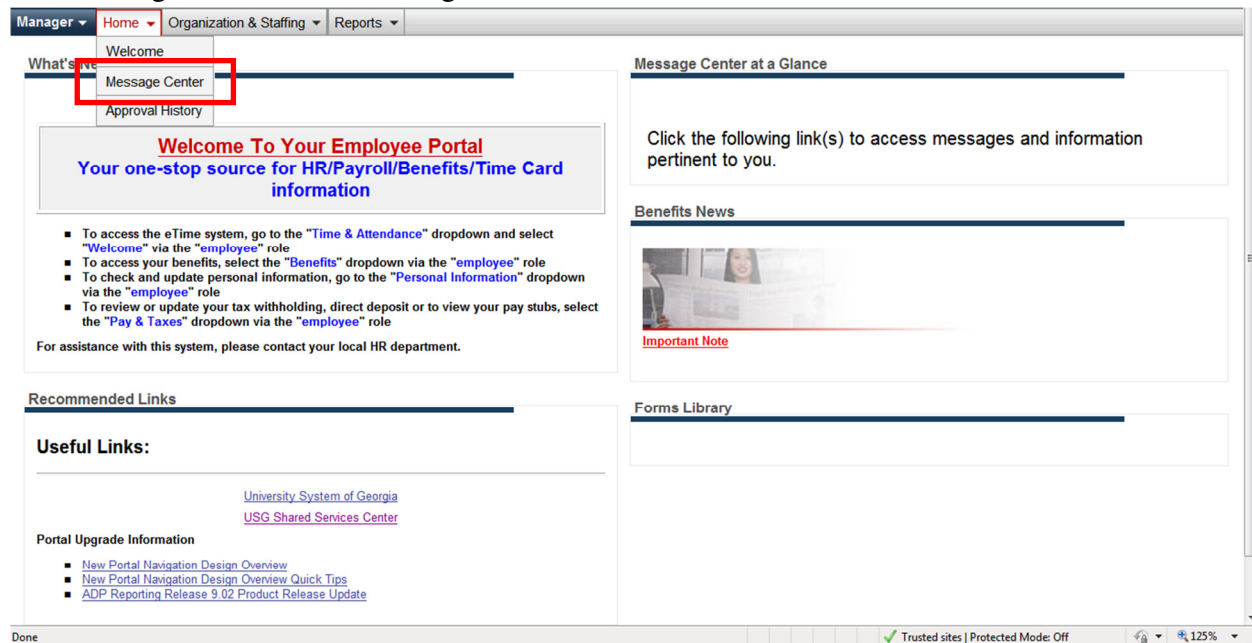 Manager Home Organization & Staffing Reports
Welcome
Message Center
Approval History
What's Ne
Welcome To Your Employee Portal
Your one-stop source for HR/Payroll/Benefits/Time Card
information
To access the eTime system, go to the "Time & Attendance" dropdown and select
"Welcome" via the "employee" role
To access your benefits, select the "Benefits" dropdown via the "employee" role
To check and update personal information, go to the "Personal Information" dropdown
via the "employee" role
To review or update your tax withholding, direct deposit or to view your pay stubs, select
the "Pay & Taxes" dropdown via the "employee" role
For assistance with this system, please contact your local HR department.
Recommended Links
Useful Links:
University System of Georgia
USG Shared Services Center
Portal Upgrade Information
New Portal Navigation Design Overview
New Portal Navigation Design Overview Quick Tips
ADP Reporting Release 9.02 Product Release Update
Message Center at a Glance
Click the following link(s) to access messages and information
pertinent to you.
Benefits News
Important Note
Forms Library
Done
Trusted sites | Protected Mode: Off
125%